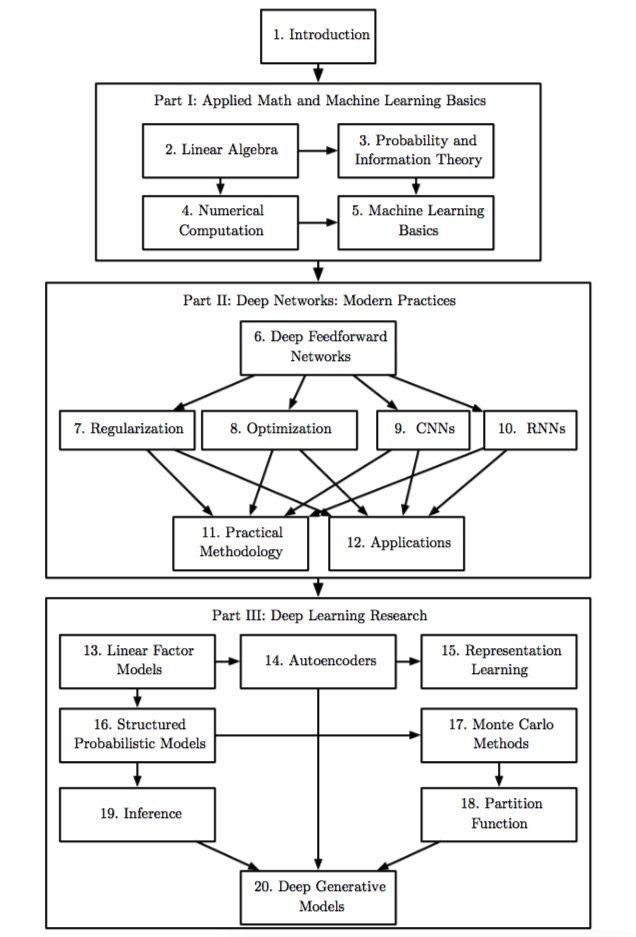 1. Introduction
Part I: Applied Math and Machine Learning Basics
2. Linear Algebra
3. Probability and
Information Theory
4. Numerical
Computation
5. Machine Learning
Basics
Part II: Deep Networks: Modern Practices
6. Deep Feedforward
Networks
7. Regularization
8. Optimization
9. CNNs
10. RNNs
11. Practical
Methodology
12. Applications
Part III: Deep Learning Research
13. Linear Factor
Models
14. Autoencoders
15. Representation
Learning
16. Structured
Probabilistic Models
17. Monte Carlo
Methods
19. Inference
18. Partition
Function
20. Deep Generative
Models